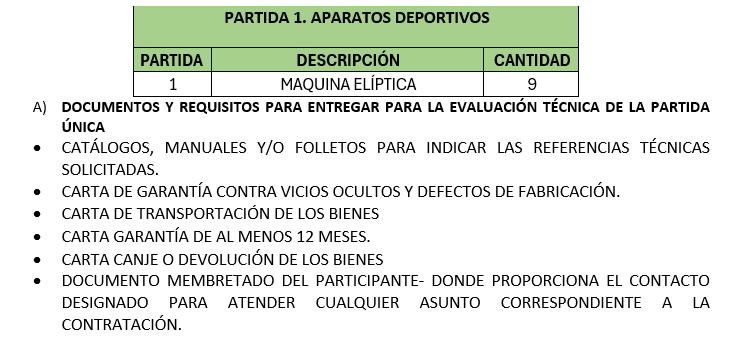 PARTIDA 1. APARATOS DEPORTIVOS
PARTIDA DESCRIPCIÓN CANTIDAD
1 MAQUINA ELÍPTICA 9
A) DOCUMENTOS Y REQUISITOS PARA ENTREGAR PARA LA EVALUACIÓN TÉCNICA DE LA PARTIDA
ÚNICA
• CATÁLOGOS, MANUALES Y/O FOLLETOS PARA INDICAR LAS REFERENCIAS TÉCNICAS
SOLICITADAS.
• CARTA DE GARANTÍA CONTRA VICIOS OCULTOS Y DEFECTOS DE FABRICACIÓN.
• CARTA DE TRANSPORTACIÓN DE LOS BIENES
• CARTA GARANTÍA DE AL MENOS 12 MESES.
• CARTA CANJE O DEVOLUCIÓN DE LOS BIENES
• DOCUMENTO MEMBRETADO DEL PARTICIPANTE- DONDE PROPORCIONA EL CONTACTO
DESIGNADO PARA ATENDER CUALQUIER ASUNTO CORRESPONDIENTE A LA
CONTRATACIÓN.